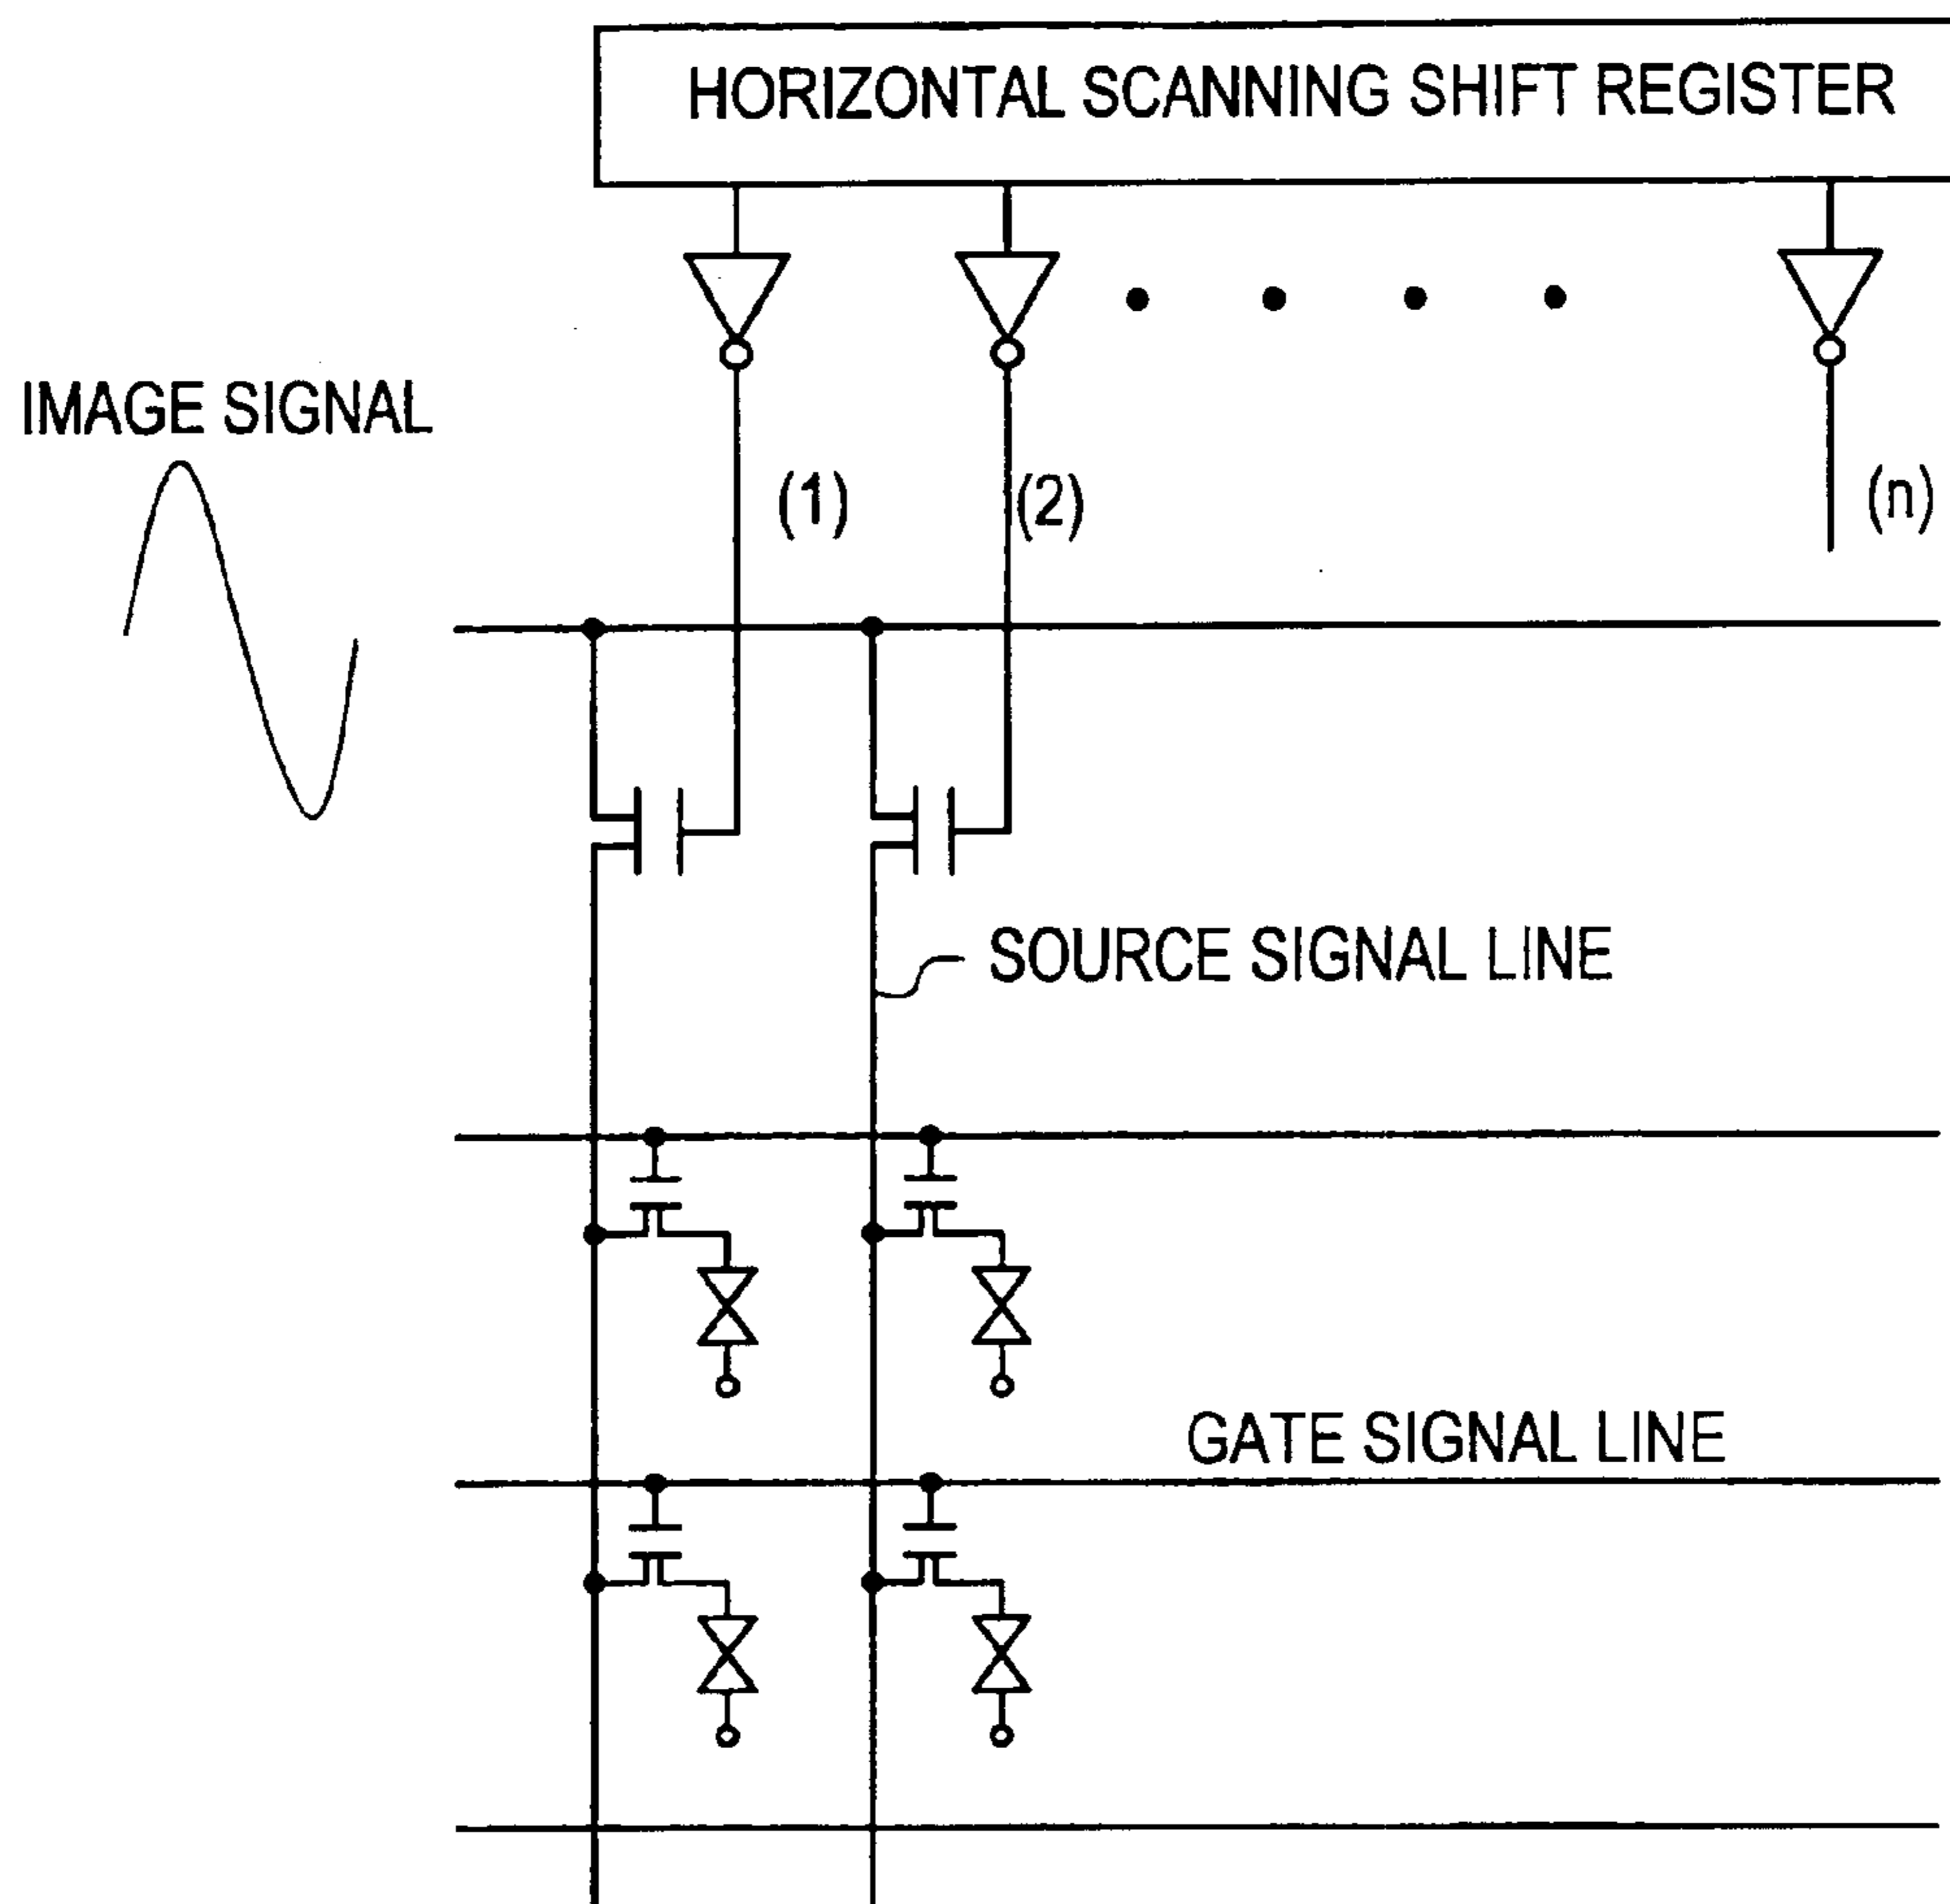 HORIZONTAL SCANNING SHIFT REGISTER
IMAGE SIGNAL
(1)
(2)
(n)
SOURCE SIGNAL LINE
GATE SIGNAL LINE